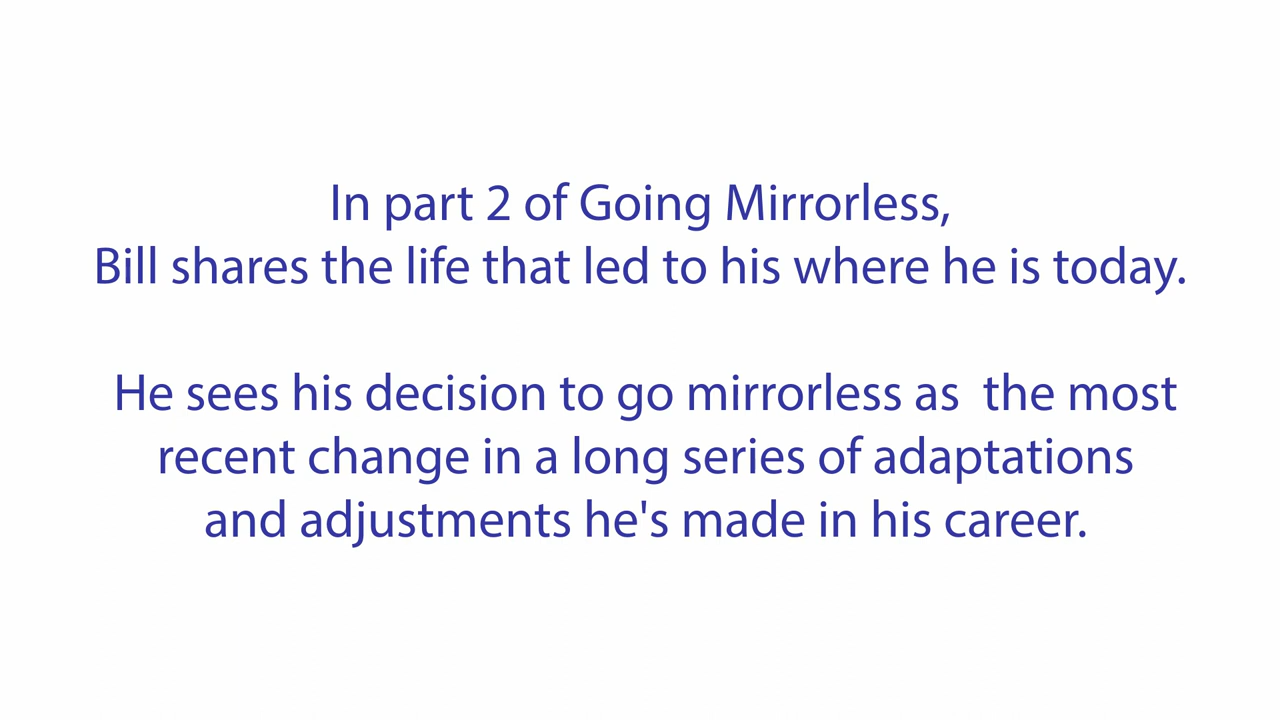 In part 2 of Going Mirrorless,
Bill shares the life that led to his where he is today.
He sees his decision to go mirrorless as  the most
recent change in a long series of adaptations
and adjustments he's made in his career.